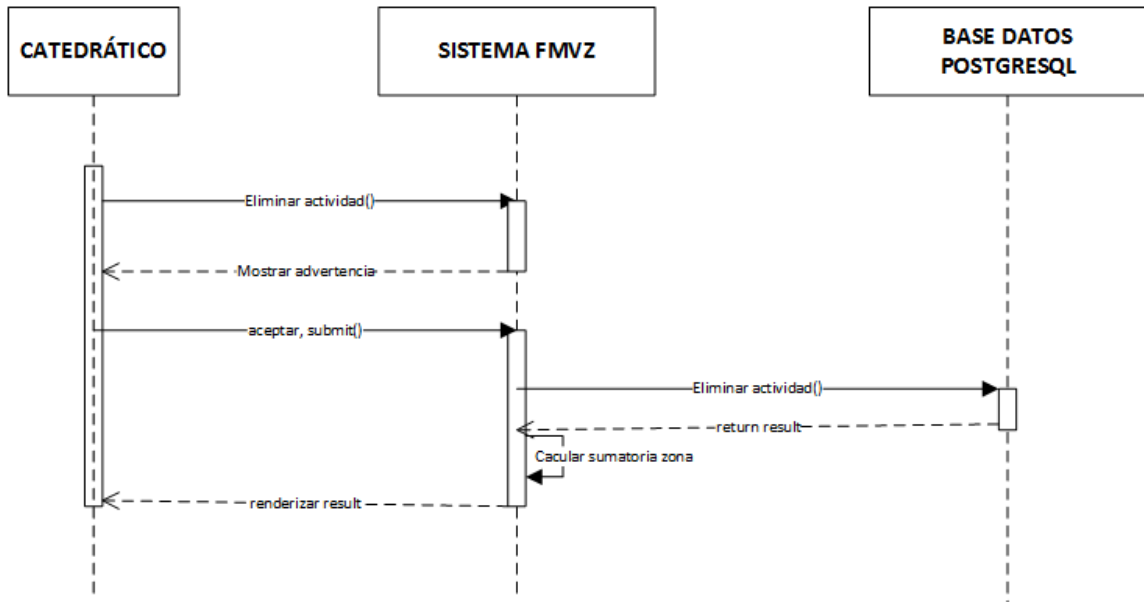 CATEDRÁTICO
SISTEMA FMVZ
BASE DATOS
POSTGRESQL
Eliminar actividad()
Mostrar advertencia
aceptar, submit()
Eliminar actividad()
return result
Cacular sumatoria zona
renderizar result